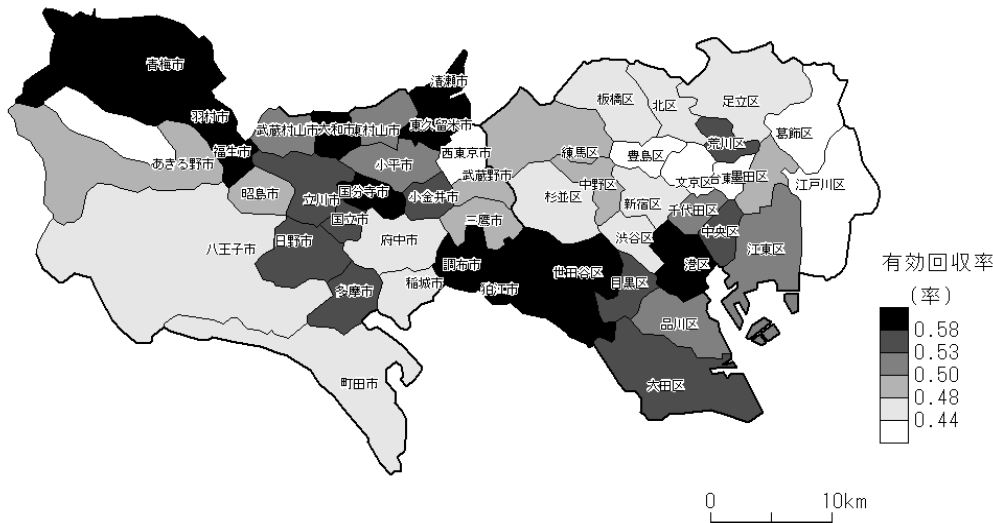 青梅市
清瀬市
羽村市
武蔵村山市
大和市
東村山市
東久留米市
福生市
あきる野市
小平市
西東京市
武蔵野市
練馬区
板橋区
北区
足立区
荒川区
葛飾区
豊島区
文京区
台東区
墨田区
江戸川区
昭島市
立川市
国分寺市
小金井市
杉並区
中野区
新宿区
千代田区
国立市
三鷹市
渋谷区
中央区
八王子市
日野市
府中市
調布市
世田谷区
港区
江東区
多摩市
稲城市
狛江市
目黒区
品川区
町田市
大田区
有効回収率
(率)
0.58
0.53
0.50
0.48
0.44
0 10km